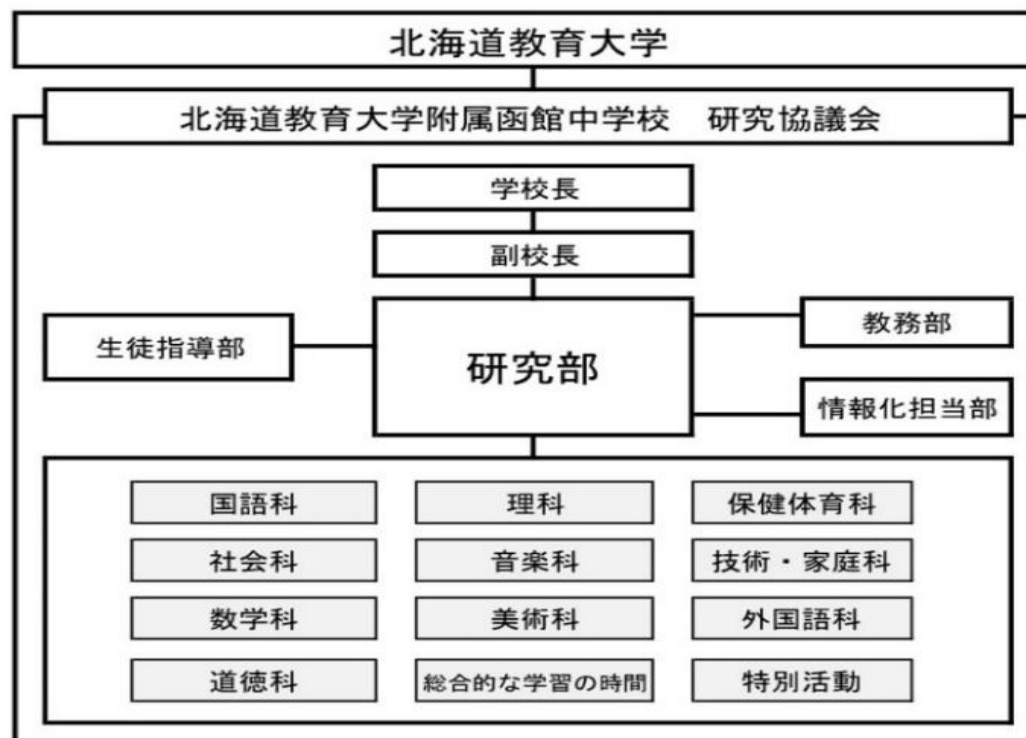 北海道教育大学
北海道教育大学附属函館中学校　研究協議会
学校長
副校長
生徒指導部
研究部
教務部
情報化担当部
国語科
理科
保健体育科
社会科
音楽科
技術・家庭科
数学科
美術科
外国語科
道徳科
総合的な学習の時間
特別活動